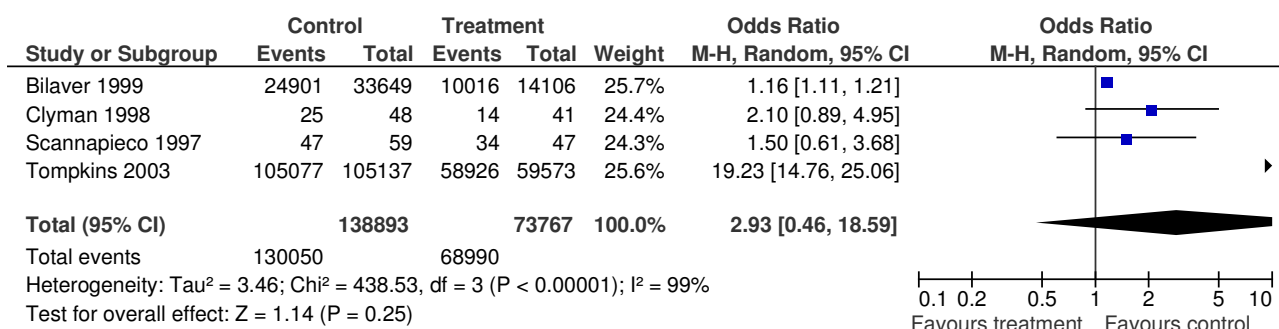 Control Treatment Odds Ratio Odds Ratio
Study or Subgroup Events Total Events Total Weight M-H, Random, 95% CI M-H, Random, 95% CI
Bilaver 1999 24901 33649 10016 14106 25.7% 1.16 [1.11, 1.21]
Clyman 1998 25 48 14 41 24.4% 2.10 [0.89, 4.95]
Scannapieco 1997 47 59 34 47 24.3% 1.50 [0.61, 3.68]
Tompkins 2003 105077 105137 58926 59573 25.6% 19.23 [14.76, 25.06]
Total (95% CI) 138893 73767 100.0% 2.93 [0.46, 18.59]
Total events 130050 68990
Heterogeneity: Tau² = 3.46; Chi² = 438.53, df = 3 (P < 0.00001); I² = 99%
Test for overall effect: Z = 1.14 (P = 0.25)
0.1 0.2 0.5 1 2 5 10
Favours treatment Favours control